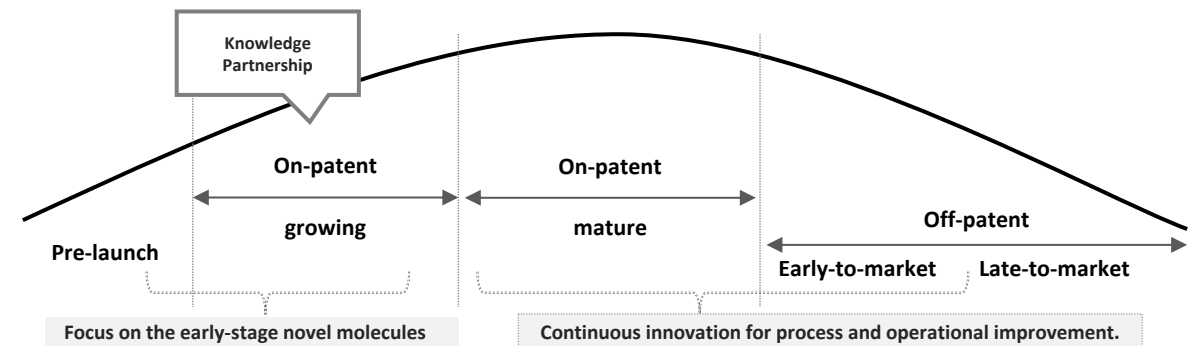 Knowledge
Partnership
On-patent
On-patent
growing
mature
Off-patent
Pre-launch
Early-to-market
Late-to-market
Focus on the early-stage novel molecules
Continuous innovation for process and operational improvement.